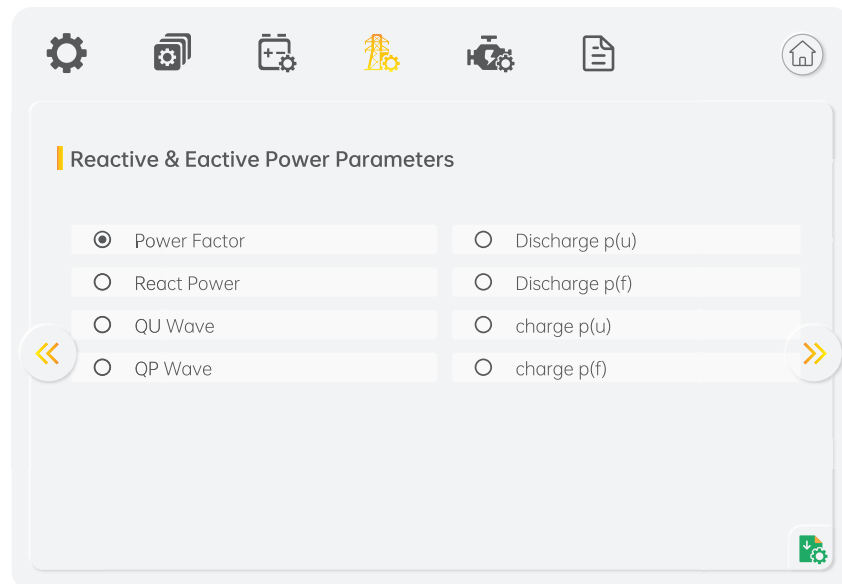 Reactive & Eactive Power Parameters
Power Factor
React Power
QU Wave
QP Wave
Discharge p(u)
Discharge p(f)
charge p(u)
charge p(f)